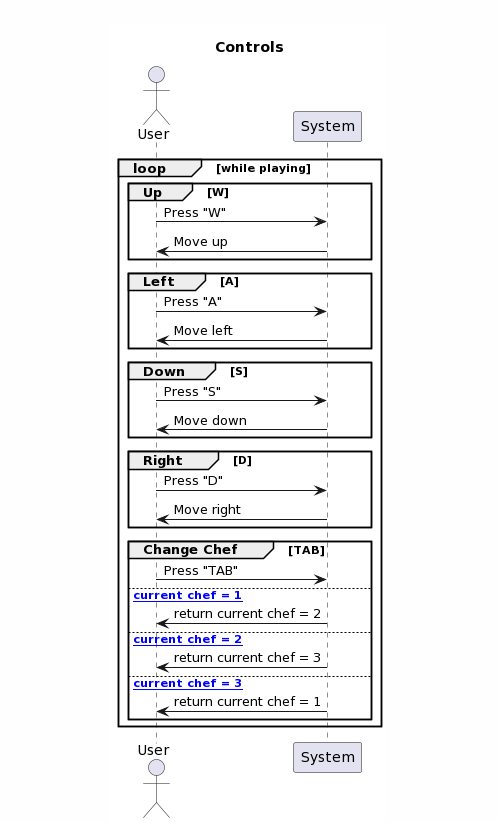 Controls
User
System
loop [while playing]
Up [W]
Press "W"
Move up
Left [A]
Press "A"
Move left
Down [S]
Press "S"
Move down
Right [D]
Press "D"
Move right
Change Chef [TAB]
Press "TAB"
current chef = 1
return current chef = 2
current chef = 2
return current chef = 3
current chef = 3
return current chef = 1
User
System